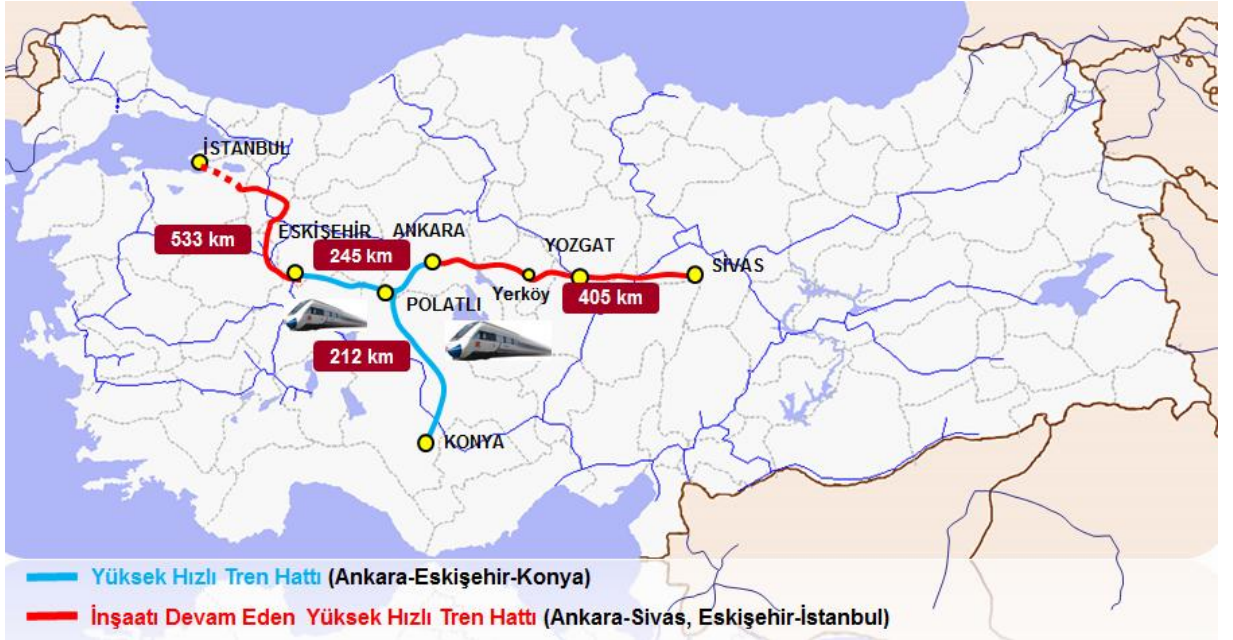 İSTANBUL
ESKİŞEHİR
ANKARA
533 km
245 km
YOZGAT
SİVAS
Yerköy
POLATLI
405 km
212 km
KONYA
Yüksek Hızlı Tren Hattı (Ankara-Eskişehir-Konya)
İnşaatı Devam Eden Yüksek Hızlı Tren Hattı (Ankara-Sivas, Eskişehir-İstanbul)